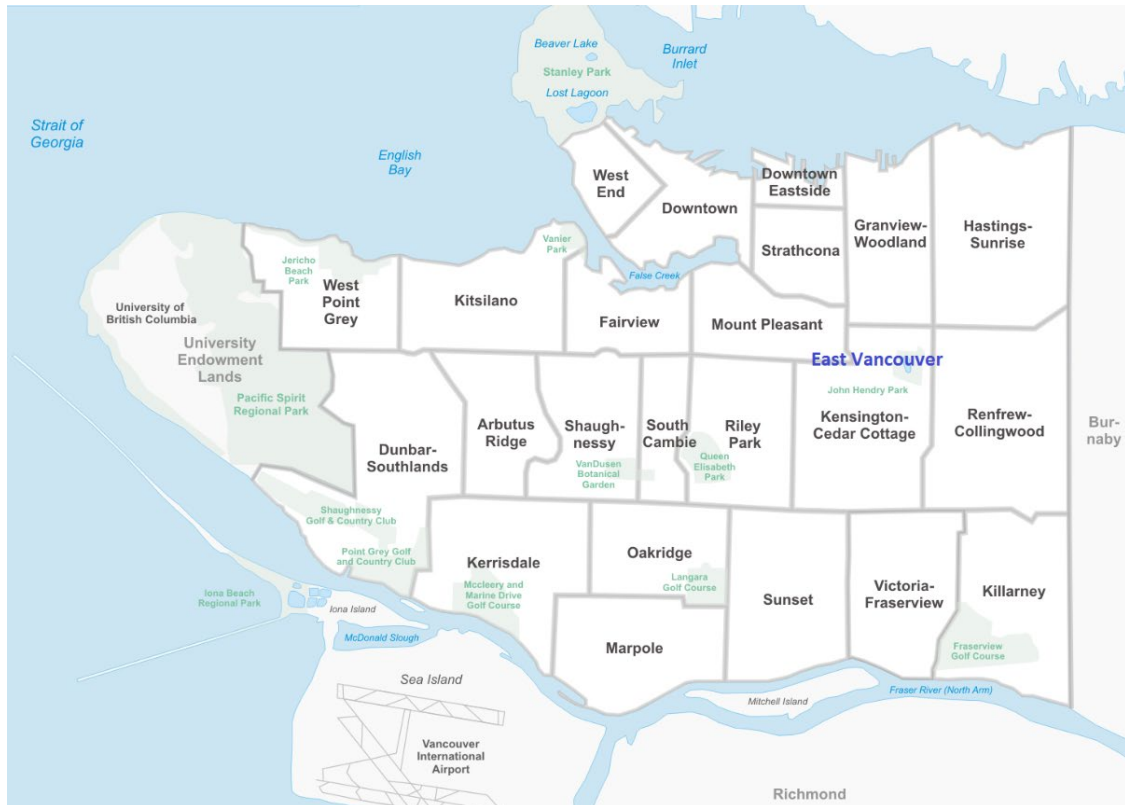 Beaver Lake
Burrard
Inlet
Stanley Park
Lost Lagoon
Strait of
Georgia
English
Bay
West
End
Downtown
Eastside
Downtown
Granview-
Woodland
Hastings-
Sunrise
Strathcona
Vanier
Park
Jericho
Beach
Park
West
Point
Grey
False Creek
Kitsilano
University of
British Columbia
Fairview
Mount Pleasant
University
Endowment
Lands
East Vancouver
John Hendry Park
Pacific Spirit
Regional Park
Arbutus
Ridge
Shaugh-
nessy
South
Cambie
Riley
Park
Kensington-
Cedar Cottage
Renfrew-
Collingwood
Bur-
naby
Dunbar-
Southlands
VanDusen
Botanical
Garden
Queen
Elisabeth
Park
Shaughnessy
Golf & Country Club
Point Grey Golf
and Country Club
Kerrisdale
Oakridge
Mccleery and
Marine Drive
Golf Course
Langara
Golf Course
Sunset
Victoria-
Fraserview
Killarney
Iona Beach
Regional Park
Iona Island
McDonald Slough
Marpole
Fraserview
Golf Course
Sea Island
Mitchell Island
Fraser River (North Arm)
Vancouver
International
Airport
Richmond